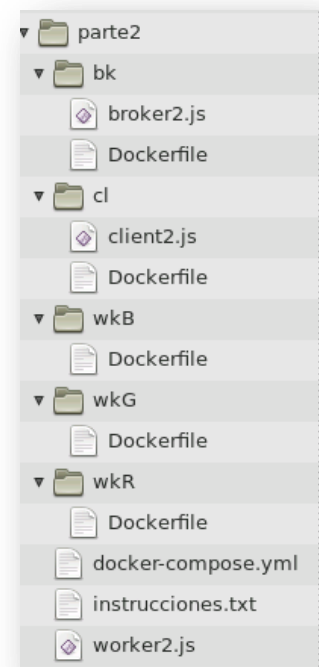 parte2
bk
broker2.js
Dockerfile
cl
client2.js
Dockerfile
wkB
Dockerfile
wkG
Dockerfile
wkR
Dockerfile
docker-compose.yml
instrucciones.txt
worker2.js